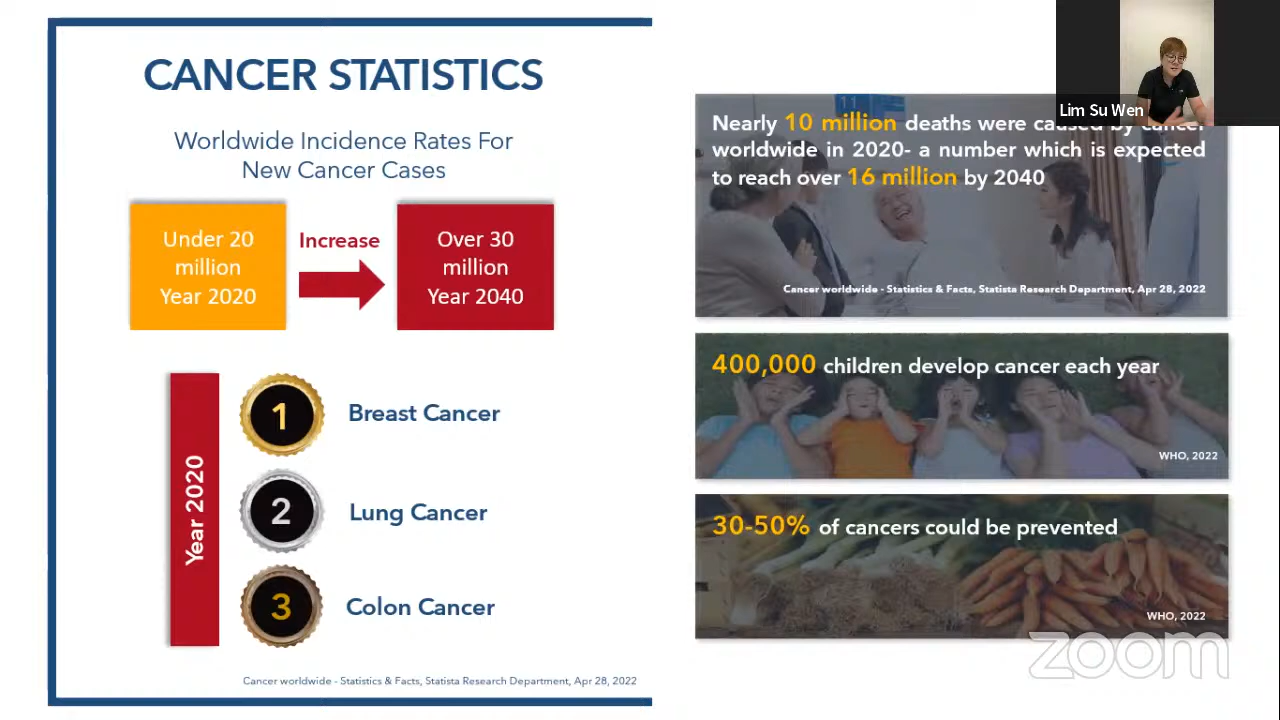 CANCER STATISTICS
Worldwide Incidence Rates For
New Cancer Cases
Under 20
million
Year 2020
Increase
Over 30
million
Year 2040
Year 2020
1
Breast Cancer
2
Lung Cancer
3
Colon Cancer
Cancer worldwide - Statistics & Facts, Statista Research Department, Apr 28, 2022
Lim Su Wen
11
Nearly 10 million deaths were caused by cancer
worldwide in 2020- a number which is expected
to reach over 16 million by 2040
Cancer worldwide - Statistics & Facts, Statista Research Department, Apr 28, 2022
400,000 children develop cancer each year
WHO, 2022
30-50% of cancers could be prevented
WHO, 2022
zoom